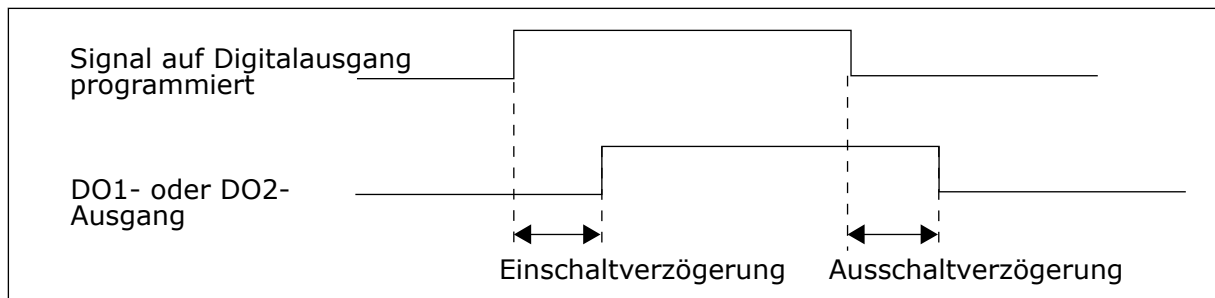 Signal auf Digitalausgang
programmiert
DO1- oder DO2-
Ausgang
Einschaltverzögerung
Ausschaltverzögerung